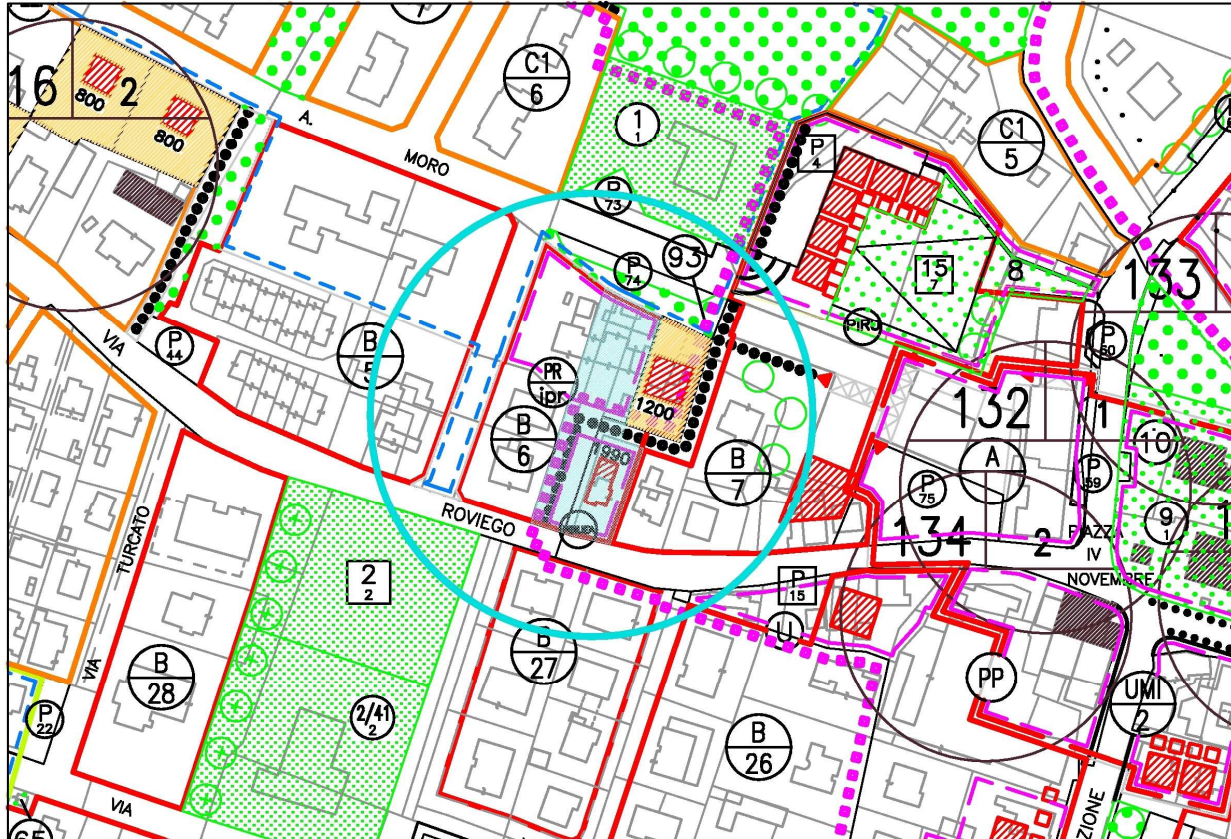 C1
6
16
2
800
800
A.
MORO
1
1
P
4
C1
5
P
73
93
P
74
15
7
8
133
PiRU
P
60
VIA
P
44
B
5
PR
ipr
1200
B
6
1990
B
7
132
1
A
P
75
P
59
10
9
1
134
2
PIAZZA
IV
NOVEMBRE
ROVIEGO
TURCATO
VIA
2
2
P
15
U
B
27
B
28
2/41
2
P
22
B
26
PP
UMI
2
VIA
65
ZIONE